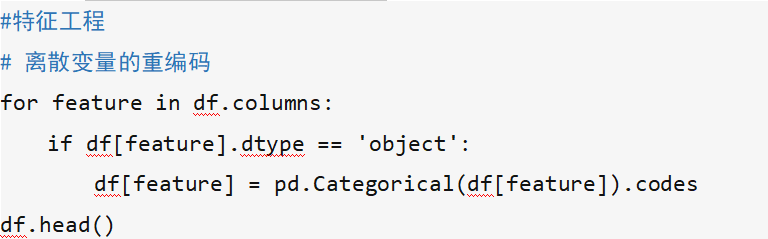 #特征工程
# 离散变量的重编码
for feature in df.columns:
    if df[feature].dtype == 'object':
        df[feature] = pd.Categorical(df[feature]).codes
df.head()